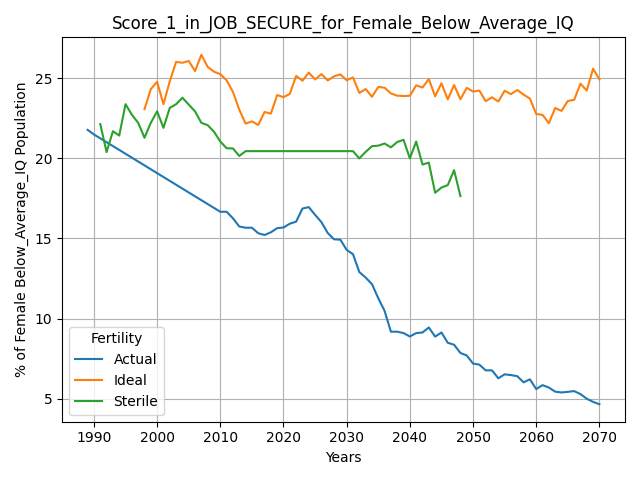 Score_1_in_JOB_SECURE_for_Female_Below_Average_IQ
% of Female Below_Average_IQ Population
25
20
15
10
5
Fertility
Actual
Ideal
Sterile
1990 2000 2010 2020 2030 2040 2050 2060 2070
Years